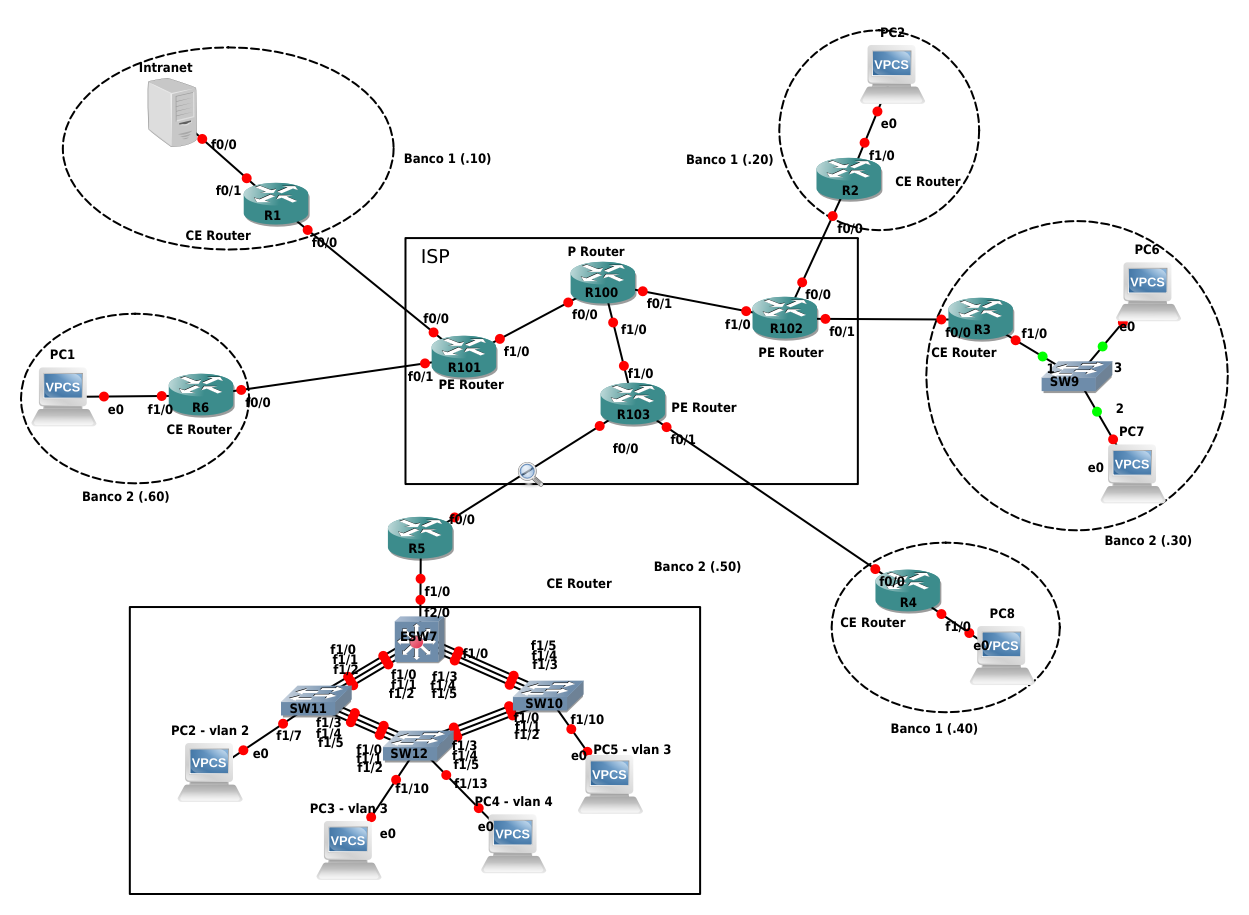 PC2
VPCS
e0
f1/0
R2
CE Router
f0/0
Banco 1 (.20)
Intranet
f0/0
f0/1
R1
CE Router
f0/0
Banco 1 (.10)
ISP
P Router
R100
f0/0
f0/1
f1/0
f0/0
f1/0
R101
f0/1
PE Router
f0/0
f1/0
R102
f0/1
PE Router
f1/0
R103
PE Router
f0/0
f0/1
PC6
VPCS
e0
f0/0
R3
f1/0
CE Router
1
3
SW9
2
PC7
e0
VPCS
Banco 2 (.30)
PC1
VPCS
e0
f1/0
R6
f0/0
CE Router
Banco 2 (.60)
f0/0
R5
f1/0
Banco 2 (.50)
CE Router
f0/0
R4
CE Router
f1/0
PC8
e0
VPCS
Banco 1 (.40)
f2/0
ESW7
f1/0
f1/1
f1/2
f1/0
f1/1
f1/2
f1/3
f1/4
f1/5
f1/0
f1/5
f1/4
f1/3
SW11
SW10
f1/3
f1/4
f1/5
f1/0
f1/1
f1/2
SW12
f1/3
f1/4
f1/5
f1/0
f1/1
f1/2
PC2 - vlan 2
f1/7
e0
VPCS
f1/10
e0
PC5 - vlan 3
VPCS
f1/10
PC3 - vlan 3
e0
VPCS
f1/13
PC4 - vlan 4
e0
VPCS